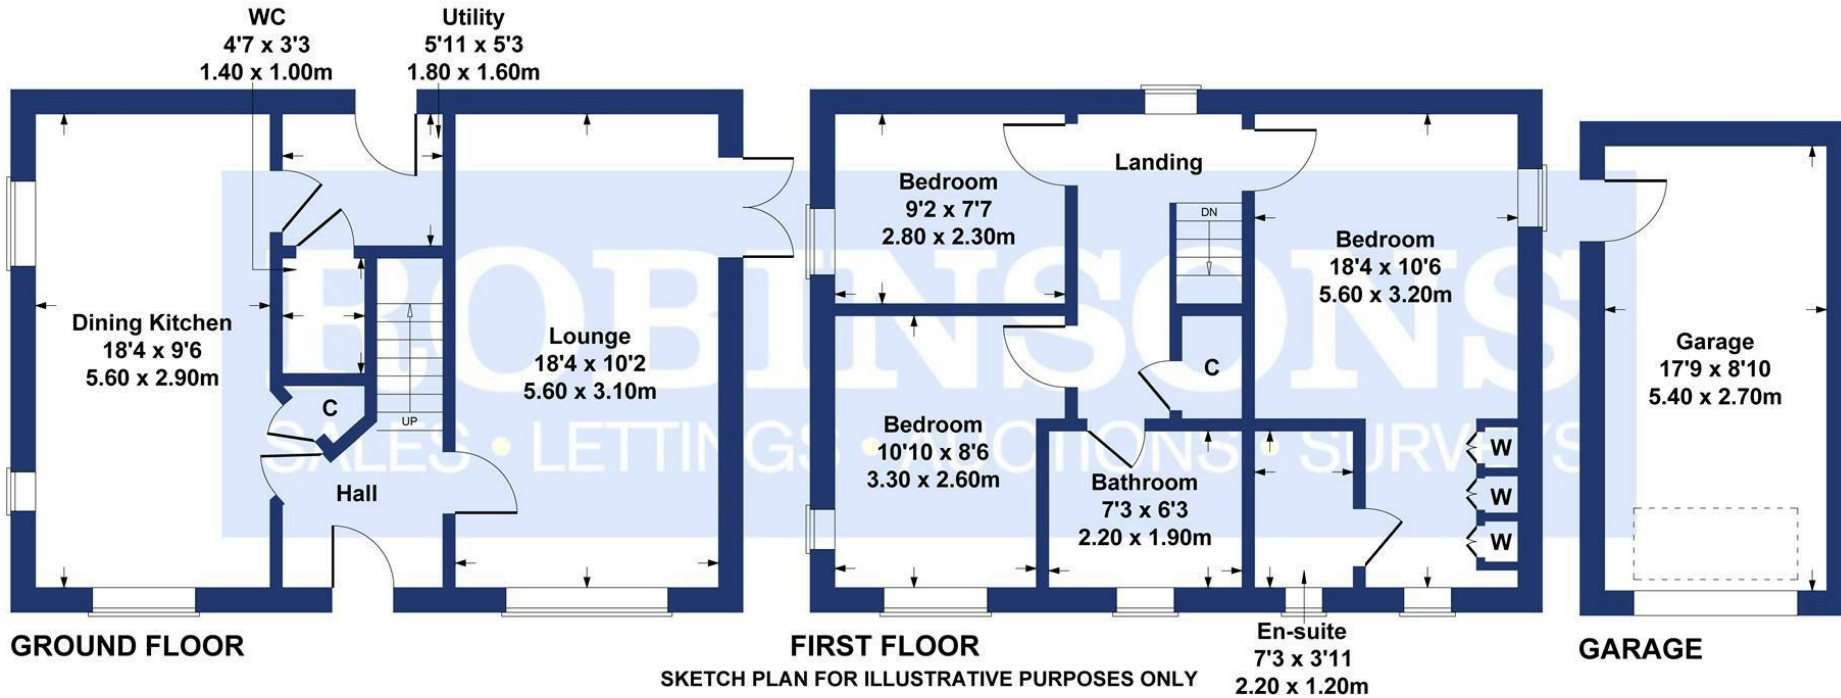 WC
4'7 x 3'3
1.40 x 1.00m
Utility
5'11 x 5'3
1.80 x 1.60m
Dining Kitchen
18'4 x 9'6
5.60 x 2.90m
C
UP
Hall
Lounge
18'4 x 10'2
5.60 x 3.10m
Bedroom
9'2 x 7'7
2.80 x 2.30m
Landing
DN
Bedroom
18'4 x 10'6
5.60 x 3.20m
C
Bedroom
10'10 x 8'6
3.30 x 2.60m
Bathroom
7'3 x 6'3
2.20 x 1.90m
W
W
W
En-suite
7'3 x 3'11
2.20 x 1.20m
Garage
17'9 x 8'10
5.40 x 2.70m
ROBINSONS
SALES • LETTINGS • AUCTIONS • SURVEYS
GROUND FLOOR
FIRST FLOOR
GARAGE
SKETCH PLAN FOR ILLUSTRATIVE PURPOSES ONLY